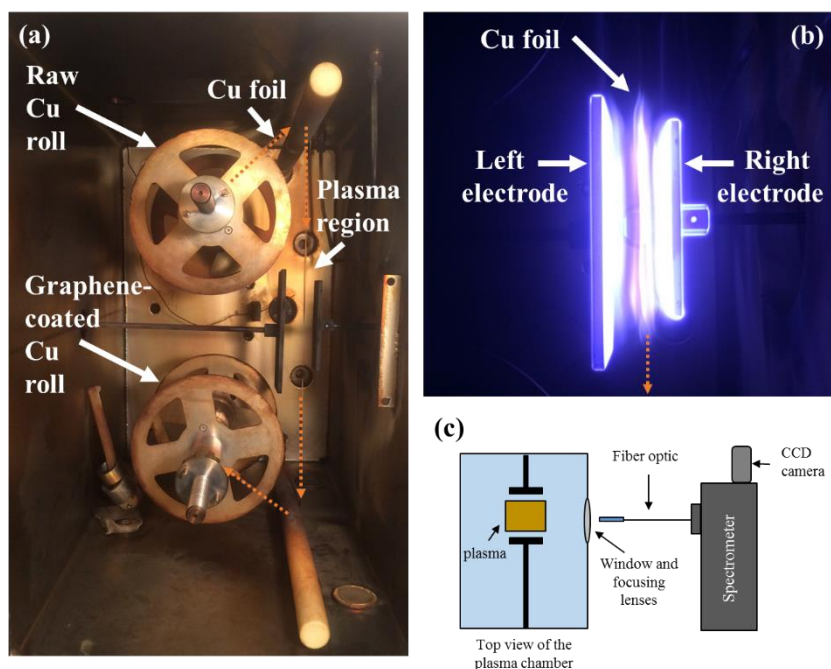 (a)
Raw
Cu
roll
Cu foil
Plasma
region
Graphene-
coated
Cu
roll
(b)
Cu foil
Left
electrode
Right
electrode
(c)
plasma
Fiber optic
CCD
camera
Window and
focusing
lenses
Spectrometer
Top view of the
plasma chamber